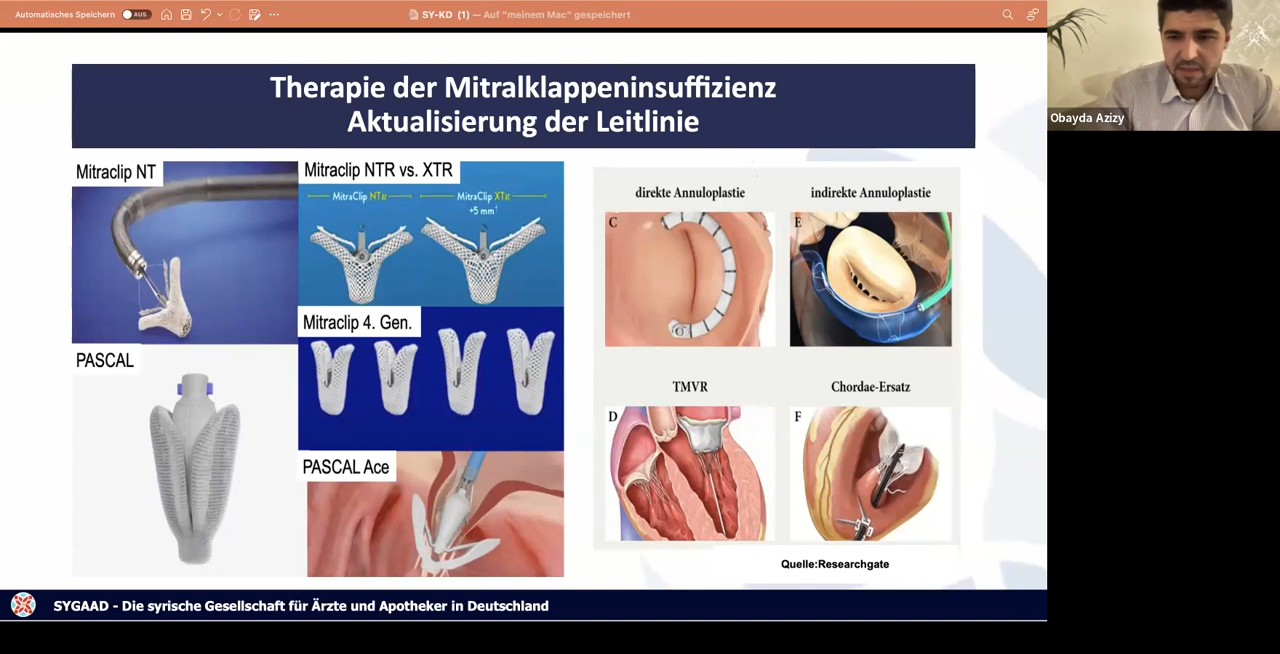 Automatisches Speichern AUS
SY-KD (1) — Auf "meinem Mac" gespeichert
Obayda Azizy
Therapie der Mitralklappeninsuffizienz
Aktualisierung der Leitlinie
Mitraclip NT
Mitraclip NTR vs. XTR
MitraClip NTR
MitraClip XTR
+5 mm¹
Mitraclip 4. Gen.
PASCAL
PASCAL Ace
direkte Annuloplastie
indirekte Annuloplastie
C
E
TMVR
Chordae-Ersatz
D
F
Quelle:Researchgate
SYGAAD - Die syrische Gesellschaft für Ärzte und Apotheker in Deutschland